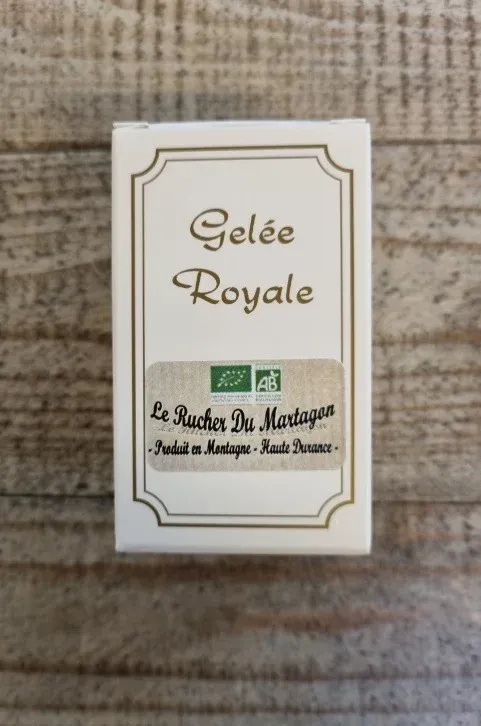 Gelée
Royale
AB
Le Rucher Du Martagon
- Produit en Montagne - Haute Durance -